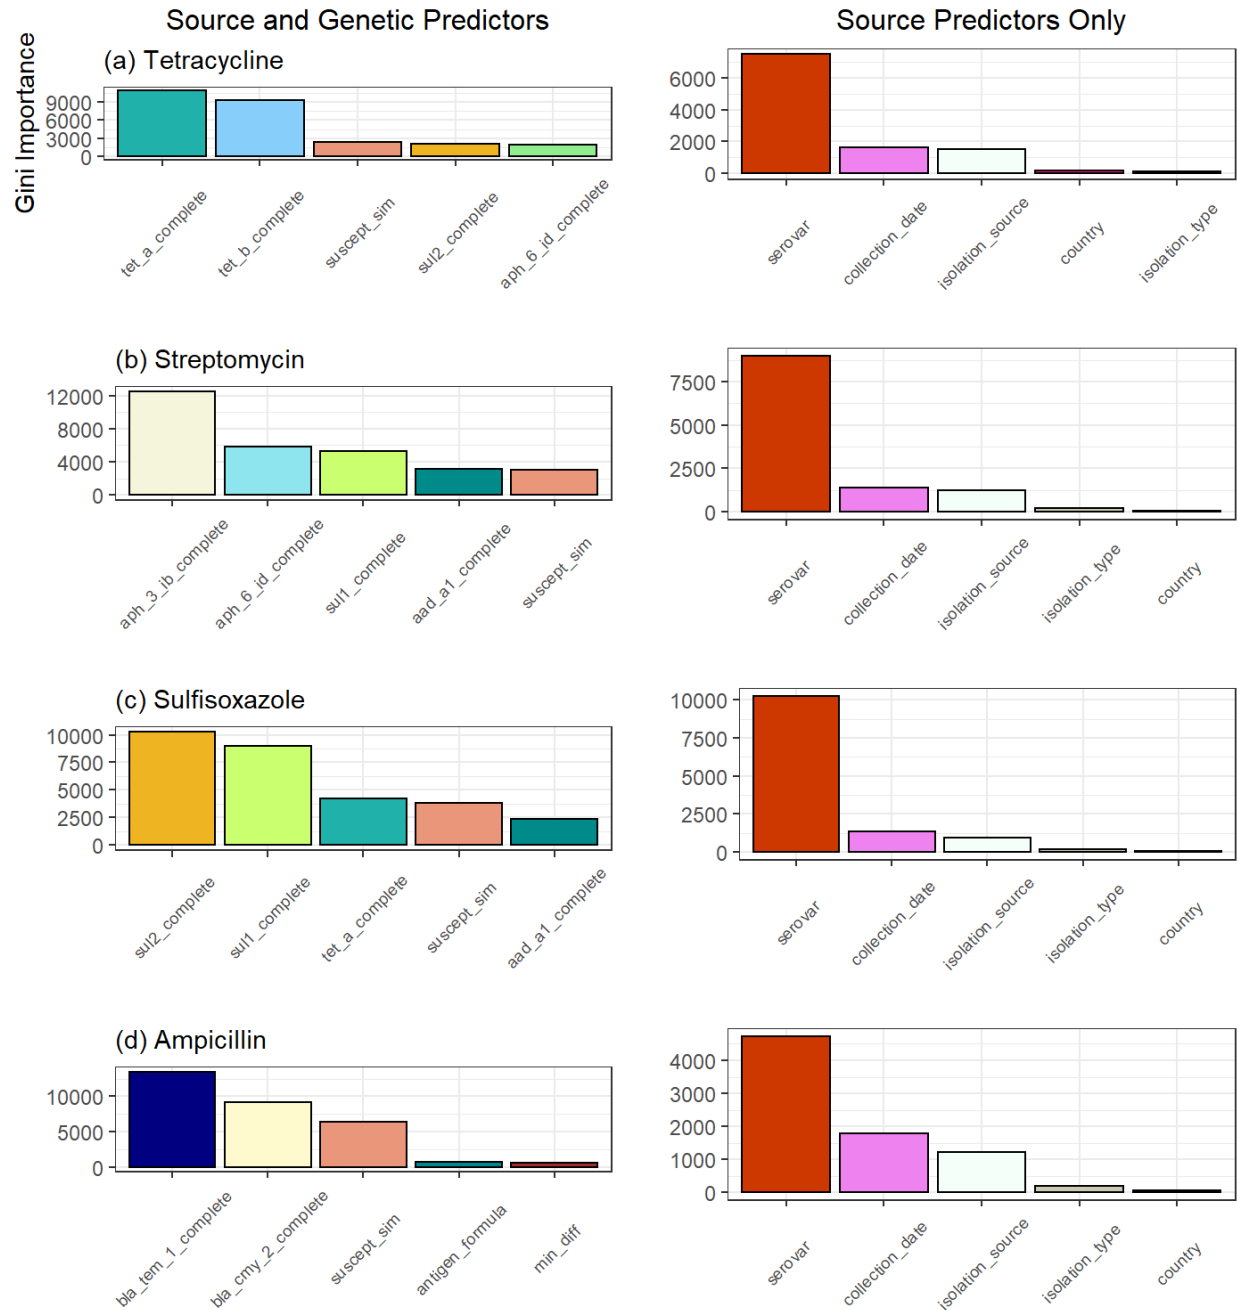 Source and Genetic Predictors
Source Predictors Only
Gini Importance
(a) Tetracycline
9000
6000
3000
0
tet_a_complete
tet_b_complete
suscept_sim
sul2_complete
aph_6_id_complete
6000
4000
2000
0
serovar
collection_date
isolation_source
country
isolation_type
(b) Streptomycin
12000
8000
4000
0
aph_3_ib_complete
aph_6_id_complete
sul1_complete
aad_a1_complete
suscept_sim
7500
5000
2500
0
serovar
collection_date
isolation_source
isolation_type
country
(c) Sulfisoxazole
10000
7500
5000
2500
0
sul2_complete
sul1_complete
tet_a_complete
suscept_sim
aad_a1_complete
10000
7500
5000
2500
0
serovar
collection_date
isolation_source
isolation_type
country
(d) Ampicillin
10000
5000
0
bla_tem_1_complete
bla_cmy_2_complete
suscept_sim
antigen_formula
min_diff
4000
3000
2000
1000
0
serovar
collection_date
isolation_source
isolation_type
country